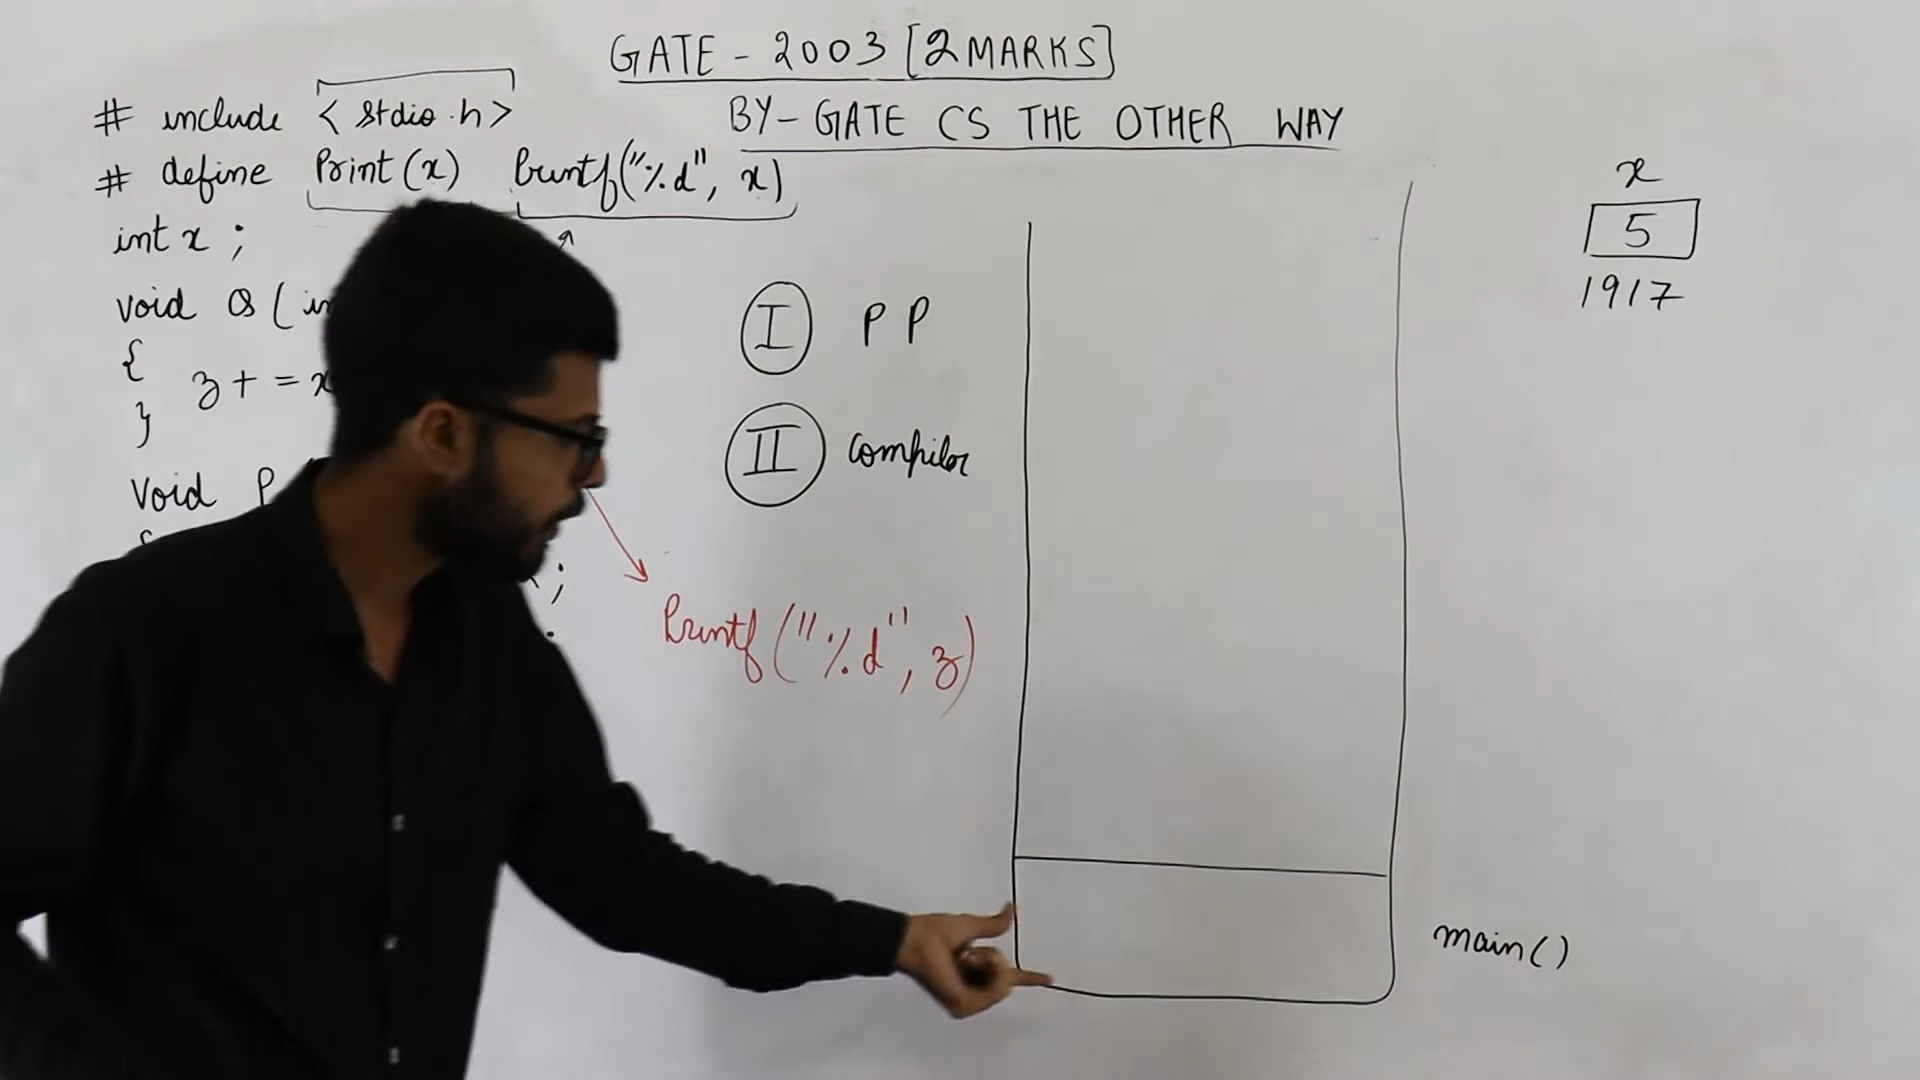 GATE - 2003 [2 MARKS]
BY - GATE CS THE OTHER WAY
# include <stdio.h>
# define Print(x) Printf("%d", x)
int x ;
void Q ( in
{
z + = x
}
void P
{
;
I PP
II Compiler
Printf("%d", z)
x
5
1917
main()